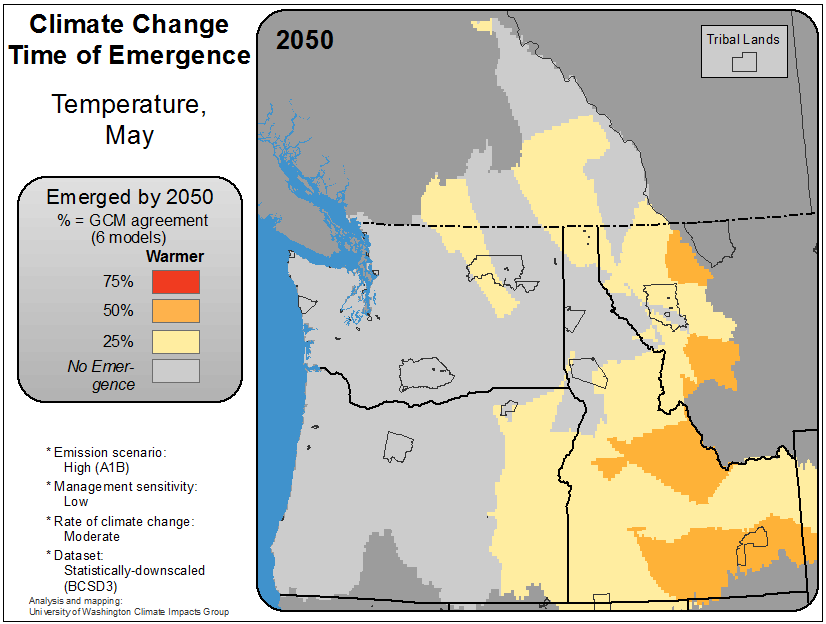 Climate Change
Time of Emergence
Temperature,
May
Emerged by 2050
% = GCM agreement
(6 models)
Warmer
75%
50%
25%
No Emer-
gence
* Emission scenario:
High (A1B)
* Management sensitivity:
Low
* Rate of climate change:
Moderate
* Dataset:
Statistically-downscaled
(BCSD3)
Analysis and mapping:
University of Washington Climate Impacts Group
2050
Tribal Lands